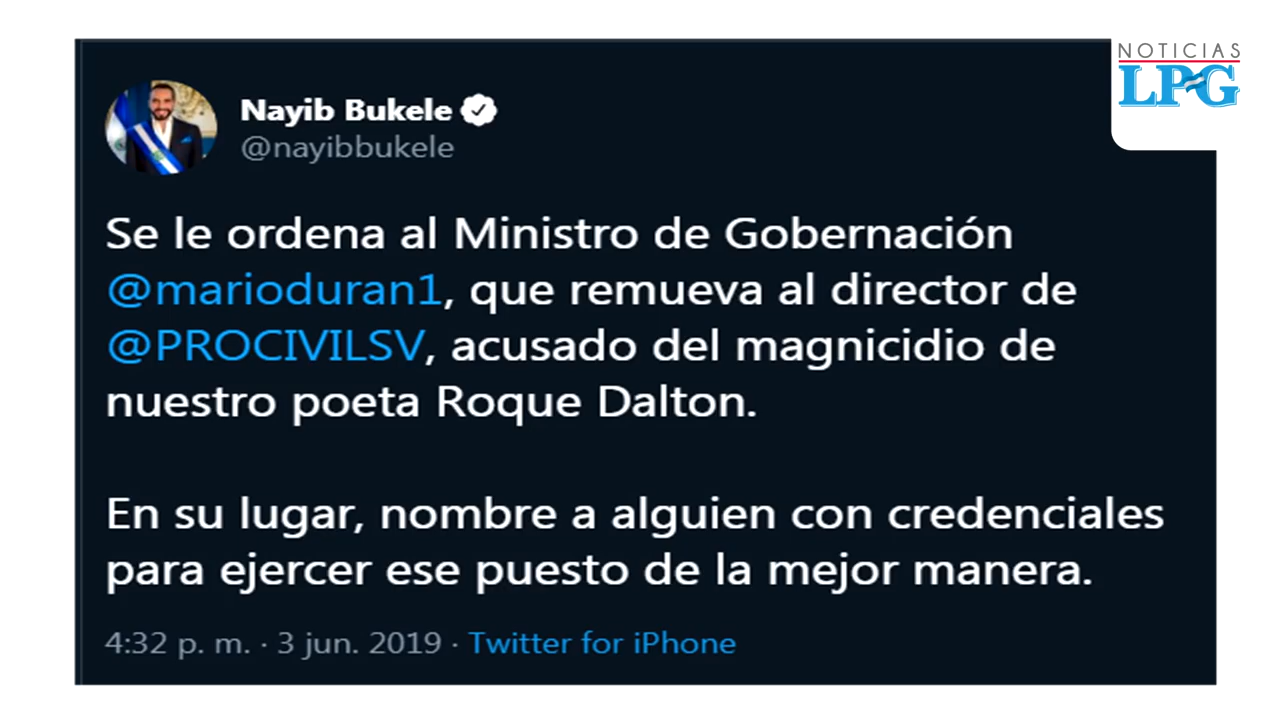 NOTICIAS
LPG
Nayib Bukele
@nayibbukele
Se le ordena al Ministro de Gobernación
@marioduran1, que remueva al director de
@PROCIVILSV, acusado del magnicidio de
nuestro poeta Roque Dalton.
En su lugar, nombre a alguien con credenciales
para ejercer ese puesto de la mejor manera.
4:32 p. m. · 3 jun. 2019 · Twitter for iPhone